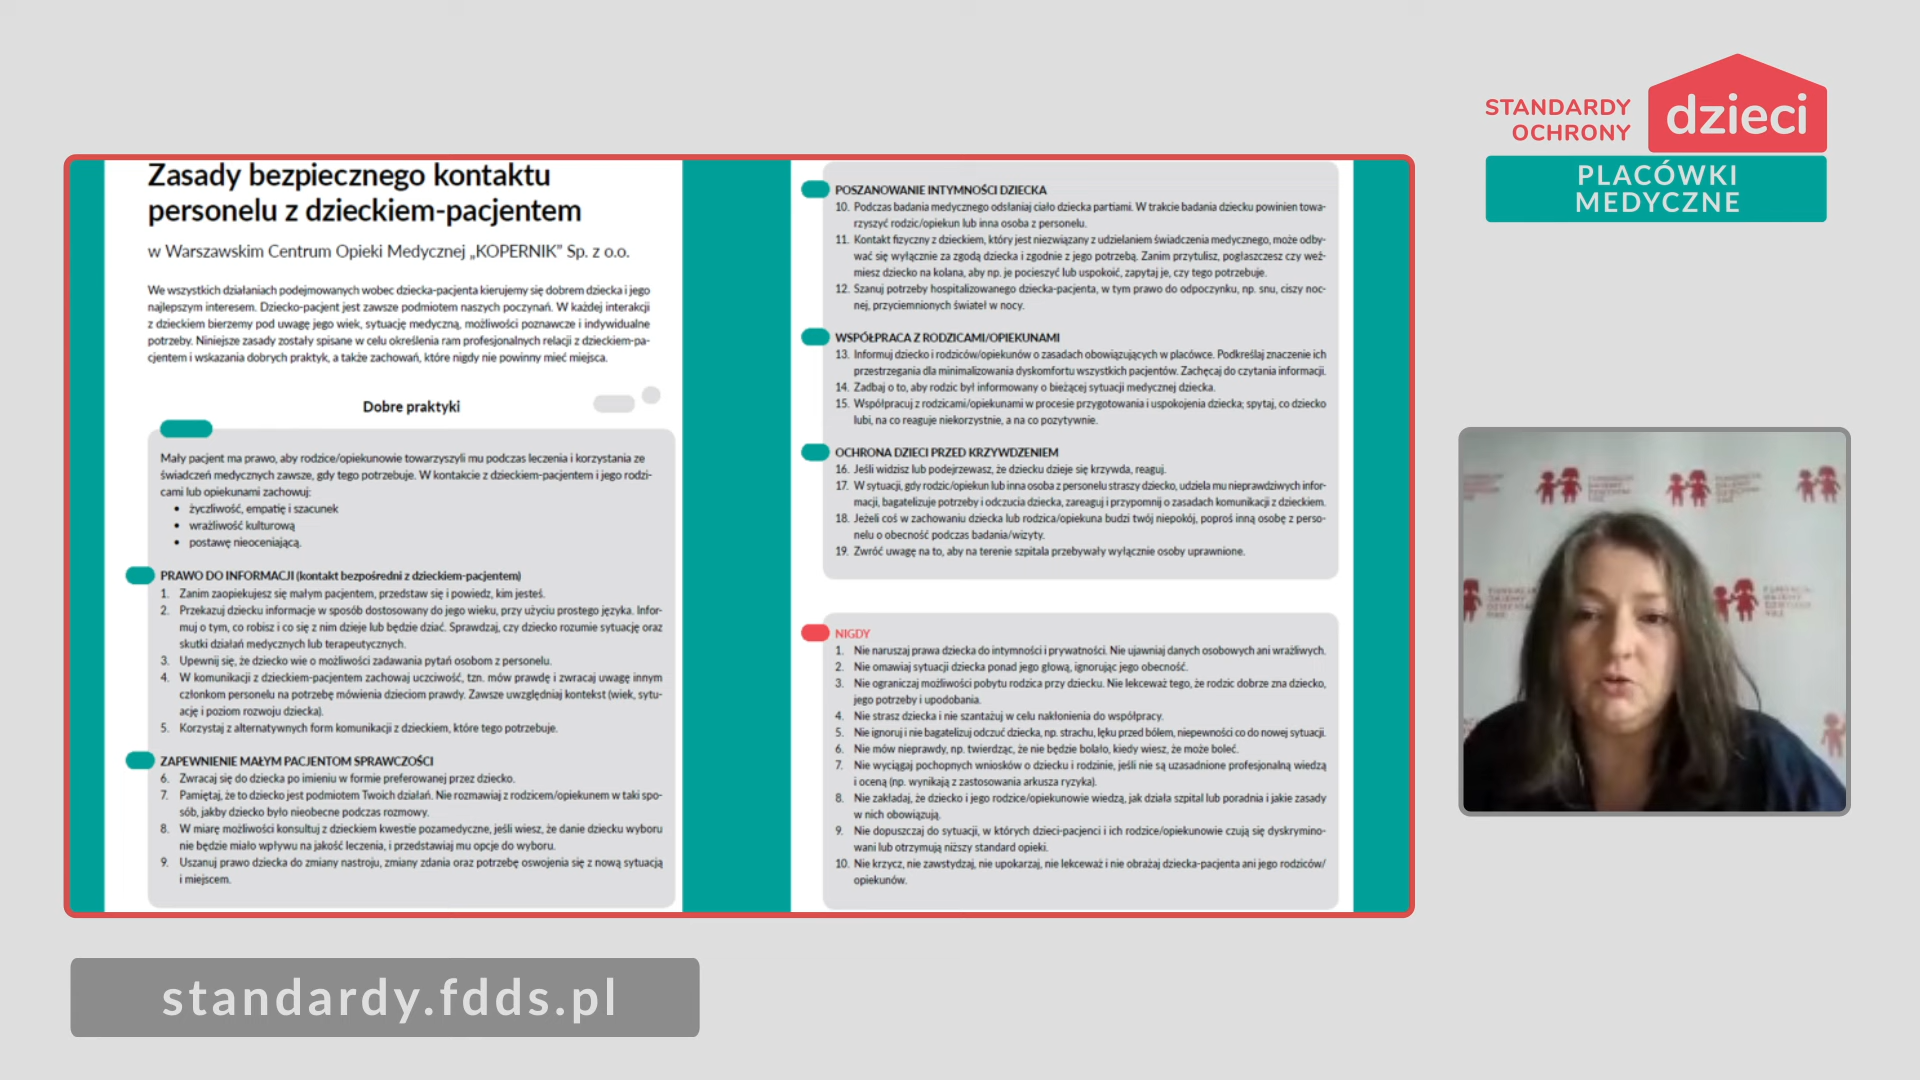 Zasady bezpiecznego kontaktu
personelu z dzieckiem-pacjentem
w Warszawskim Centrum Opieki Medycznej „KOPERNIK” Sp. z o.o.
We wszystkich działaniach podejmowanych wobec dziecka-pacjenta kierujemy się dobrem dziecka i jego
najlepszym interesem. Dziecko-pacjent jest zawsze podmiotem naszych poczynań. W każdej interakcji
z dzieckiem bierzemy pod uwagę jego wiek, sytuację medyczną, możliwości poznawcze i indywidualne
potrzeby. Niniejsze zasady zostały spisane w celu określenia ram profesjonalnych relacji z dzieckiem-pa-
cjentem i wskazania dobrych praktyk, a także zachowań, które nigdy nie powinny mieć miejsca.
Dobre praktyki
Mały pacjent ma prawo, aby rodzice/opiekunowie towarzyszyli mu podczas leczenia i korzystania ze
świadczeń medycznych zawsze, gdy tego potrzebuje. W kontakcie z dzieckiem-pacjentem i jego rodzi-
cami lub opiekunami zachowuj:
• życzliwość, empatię i szacunek
• wrażliwość kulturową
• postawę nieoceniającą.
PRAWO DO INFORMACJI (kontakt bezpośredni z dzieckiem-pacjentem)
1. Zanim zaopiekujesz się małym pacjentem, przedstaw się i powiedz, kim jesteś.
2. Przekazuj dziecku informacje w sposób dostosowany do jego wieku, przy użyciu prostego języka. Infor-
muj o tym, co robisz i co się z nim dzieje lub będzie dziać. Sprawdzaj, czy dziecko rozumie sytuację oraz
skutki działań medycznych lub terapeutycznych.
3. Upewnij się, że dziecko wie o możliwości zadawania pytań osobom z personelu.
4. W komunikacji z dzieckiem-pacjentem zachowaj uczciwość, tzn. mów prawdę i zwracaj uwagę innym
członkom personelu na potrzebę mówienia dzieciom prawdy. Zawsze uwzględniaj kontekst (wiek, sytu-
ację i poziom rozwoju dziecka).
5. Korzystaj z alternatywnych form komunikacji z dzieckiem, które tego potrzebuje.
ZAPEWNIENIE MAŁYM PACJENTOM SPRAWCZOŚCI
6. Zwracaj się do dziecka po imieniu w formie preferowanej przez dziecko.
7. Pamiętaj, że to dziecko jest podmiotem Twoich działań. Nie rozmawiaj z rodzicem/opiekunem w taki spo-
sób, jakby dziecko było nieobecne podczas rozmowy.
8. W miarę możliwości konsultuj z dzieckiem kwestie pozamedyczne, jeśli wiesz, że danie dziecku wyboru
nie będzie miało wpływu na jakość leczenia, i przedstawiaj mu opcje do wyboru.
9. Uszanuj prawo dziecka do zmiany nastroju, zmiany zdania oraz potrzebę oswojenia się z nową sytuacją
i miejscem.
POSZANOWANIE INTYMNOŚCI DZIECKA
10. Podczas badania medycznego odsłaniaj ciało dziecka partiami. W trakcie badania dziecku powinien towa-
rzyszyć rodzic/opiekun lub inna osoba z personelu.
11. Kontakt fizyczny z dzieckiem, który jest niezwiązany z udzielaniem świadczenia medycznego, może odby-
wać się wyłącznie za zgodą dziecka i zgodnie z jego potrzebą. Zanim przytulisz, pogłaszczesz czy weź-
miesz dziecko na kolana, aby np. je pocieszyć lub uspokoić, zapytaj je, czy tego potrzebuje.
12. Szanuj potrzeby hospitalizowanego dziecka-pacjenta, w tym prawo do odpoczynku, np. snu, ciszy noc-
nej, przyciemnionych świateł w nocy.
WSPÓŁPRACA Z RODZICAMI/OPIEKUNAMI
13. Informuj dziecko i rodziców/opiekunów o zasadach obowiązujących w placówce. Podkreślaj znaczenie ich
przestrzegania dla minimalizowania dyskomfortu wszystkich pacjentów. Zachęcaj do czytania informacji.
14. Zadbaj o to, aby rodzic był informowany o bieżącej sytuacji medycznej dziecka.
15. Współpracuj z rodzicami/opiekunami w procesie przygotowania i uspokojenia dziecka; spytaj, co dziecko
lubi, na co reaguje niekorzystnie, a na co pozytywnie.
OCHRONA DZIECI PRZED KRZYWDZENIEM
16. Jeśli widzisz lub podejrzewasz, że dziecku dzieje się krzywda, reaguj.
17. W sytuacji, gdy rodzic/opiekun lub inna osoba z personelu straszy dziecko, udziela mu nieprawdziwych infor-
macji, bagatelizuje potrzeby i odczucia dziecka, zareaguj i przypomnij o zasadach komunikacji z dzieckiem.
18. Jeżeli coś w zachowaniu dziecka lub rodzica/opiekuna budzi twój niepokój, poproś inną osobę z perso-
nelu o obecność podczas badania/wizyty.
19. Zwróć uwagę na to, aby na terenie szpitala przebywały wyłącznie osoby uprawnione.
NIGDY
1. Nie naruszaj prawa dziecka do intymności i prywatności. Nie ujawniaj danych osobowych ani wrażliwych.
2. Nie omawiaj sytuacji dziecka ponad jego głową, ignorując jego obecność.
3. Nie ograniczaj możliwości pobytu rodzica przy dziecku. Nie lekceważ tego, że rodzic dobrze zna dziecko,
jego potrzeby i upodobania.
4. Nie strasz dziecka i nie szantażuj w celu nakłonienia do współpracy.
5. Nie ignoruj i nie bagatelizuj odczuć dziecka, np. strachu, lęku przed bólem, niepewności co do nowej sytuacji.
6. Nie mów nieprawdy, np. twierdząc, że nie będzie bolało, kiedy wiesz, że może boleć.
7. Nie wyciągaj pochopnych wniosków o dziecku i rodzinie, jeśli nie są uzasadnione profesjonalną wiedzą
i oceną (np. wynikają z zastosowania arkusza ryzyka).
8. Nie zakładaj, że dziecko i jego rodzice/opiekunowie wiedzą, jak działa szpital lub poradnia i jakie zasady
w nich obowiązują.
9. Nie dopuszczaj do sytuacji, w których dzieci-pacjenci i ich rodzice/opiekunowie czują się dyskrymino-
wani lub otrzymują niższy standard opieki.
10. Nie krzycz, nie zawstydzaj, nie upokarzaj, nie lekceważ i nie obrażaj dziecka-pacjenta ani jego rodziców/
opiekunów.
STANDARDY
OCHRONY
dzieci
PLACÓWKI
MEDYCZNE
standardy.fdds.pl